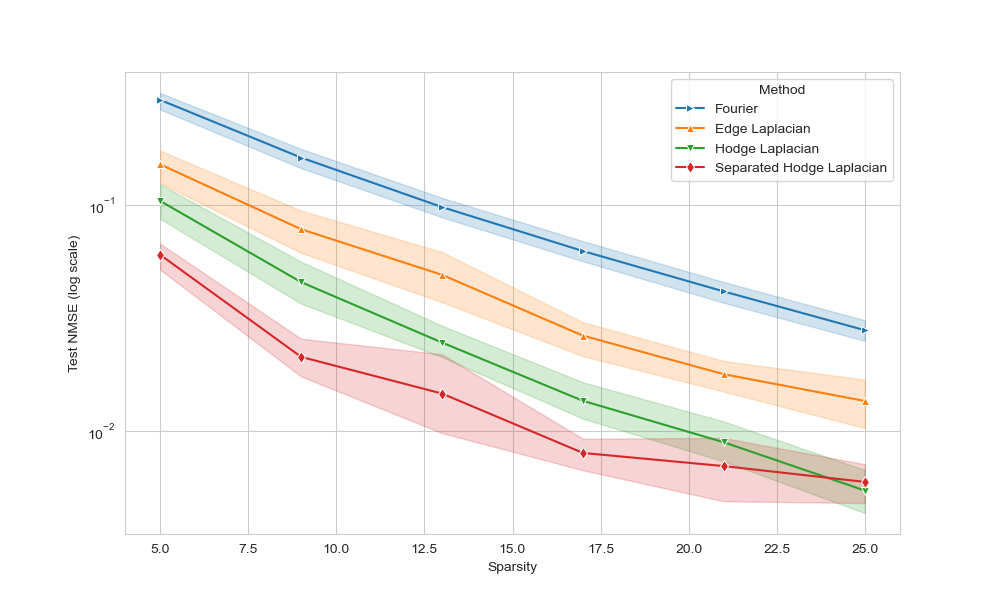 Method
Fourier
Edge Laplacian
Hodge Laplacian
Separated Hodge Laplacian
Test NMSE (log scale)
10⁻¹
10⁻²
5.0 7.5 10.0 12.5 15.0 17.5 20.0 22.5 25.0
Sparsity